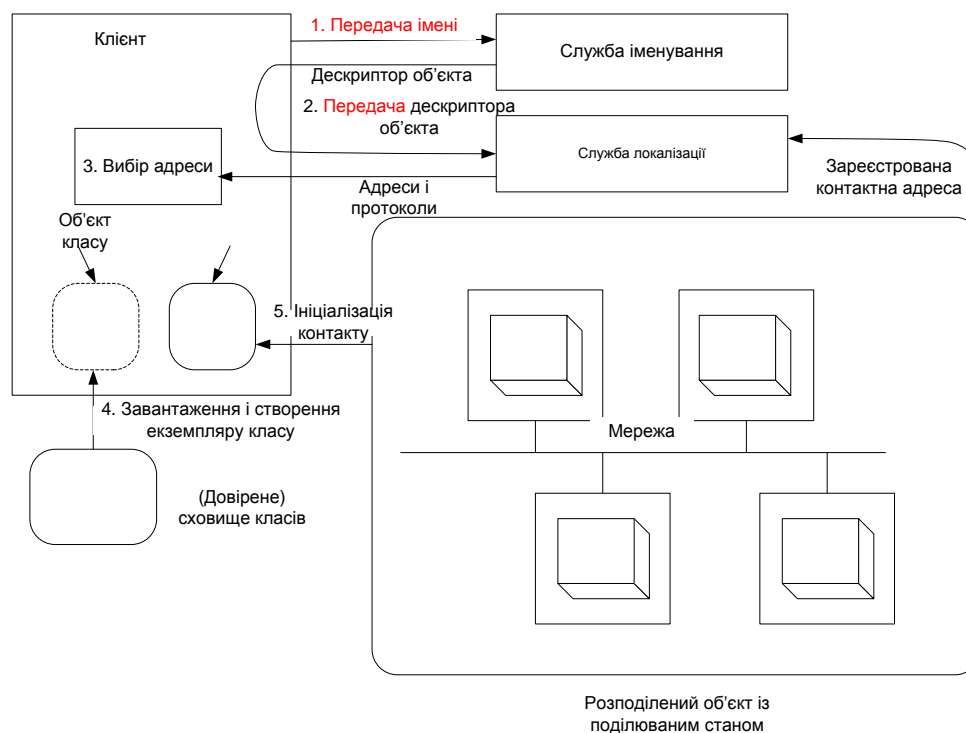 Клієнт
1. Передача імені
Служба іменування
Дескриптор об’єкта
2. Передача дескриптора
об’єкта
Служба локалізації
3. Вибір адреси
Зареєстрована
контактна адреса
Адреси і
протоколи
Об'єкт
класу
5. Ініціалізація
контакту
4. Завантаження і створення
екземпляру класу
Мережа
(Довірене)
сховище класів
Розподілений об'єкт із
поділюваним станом